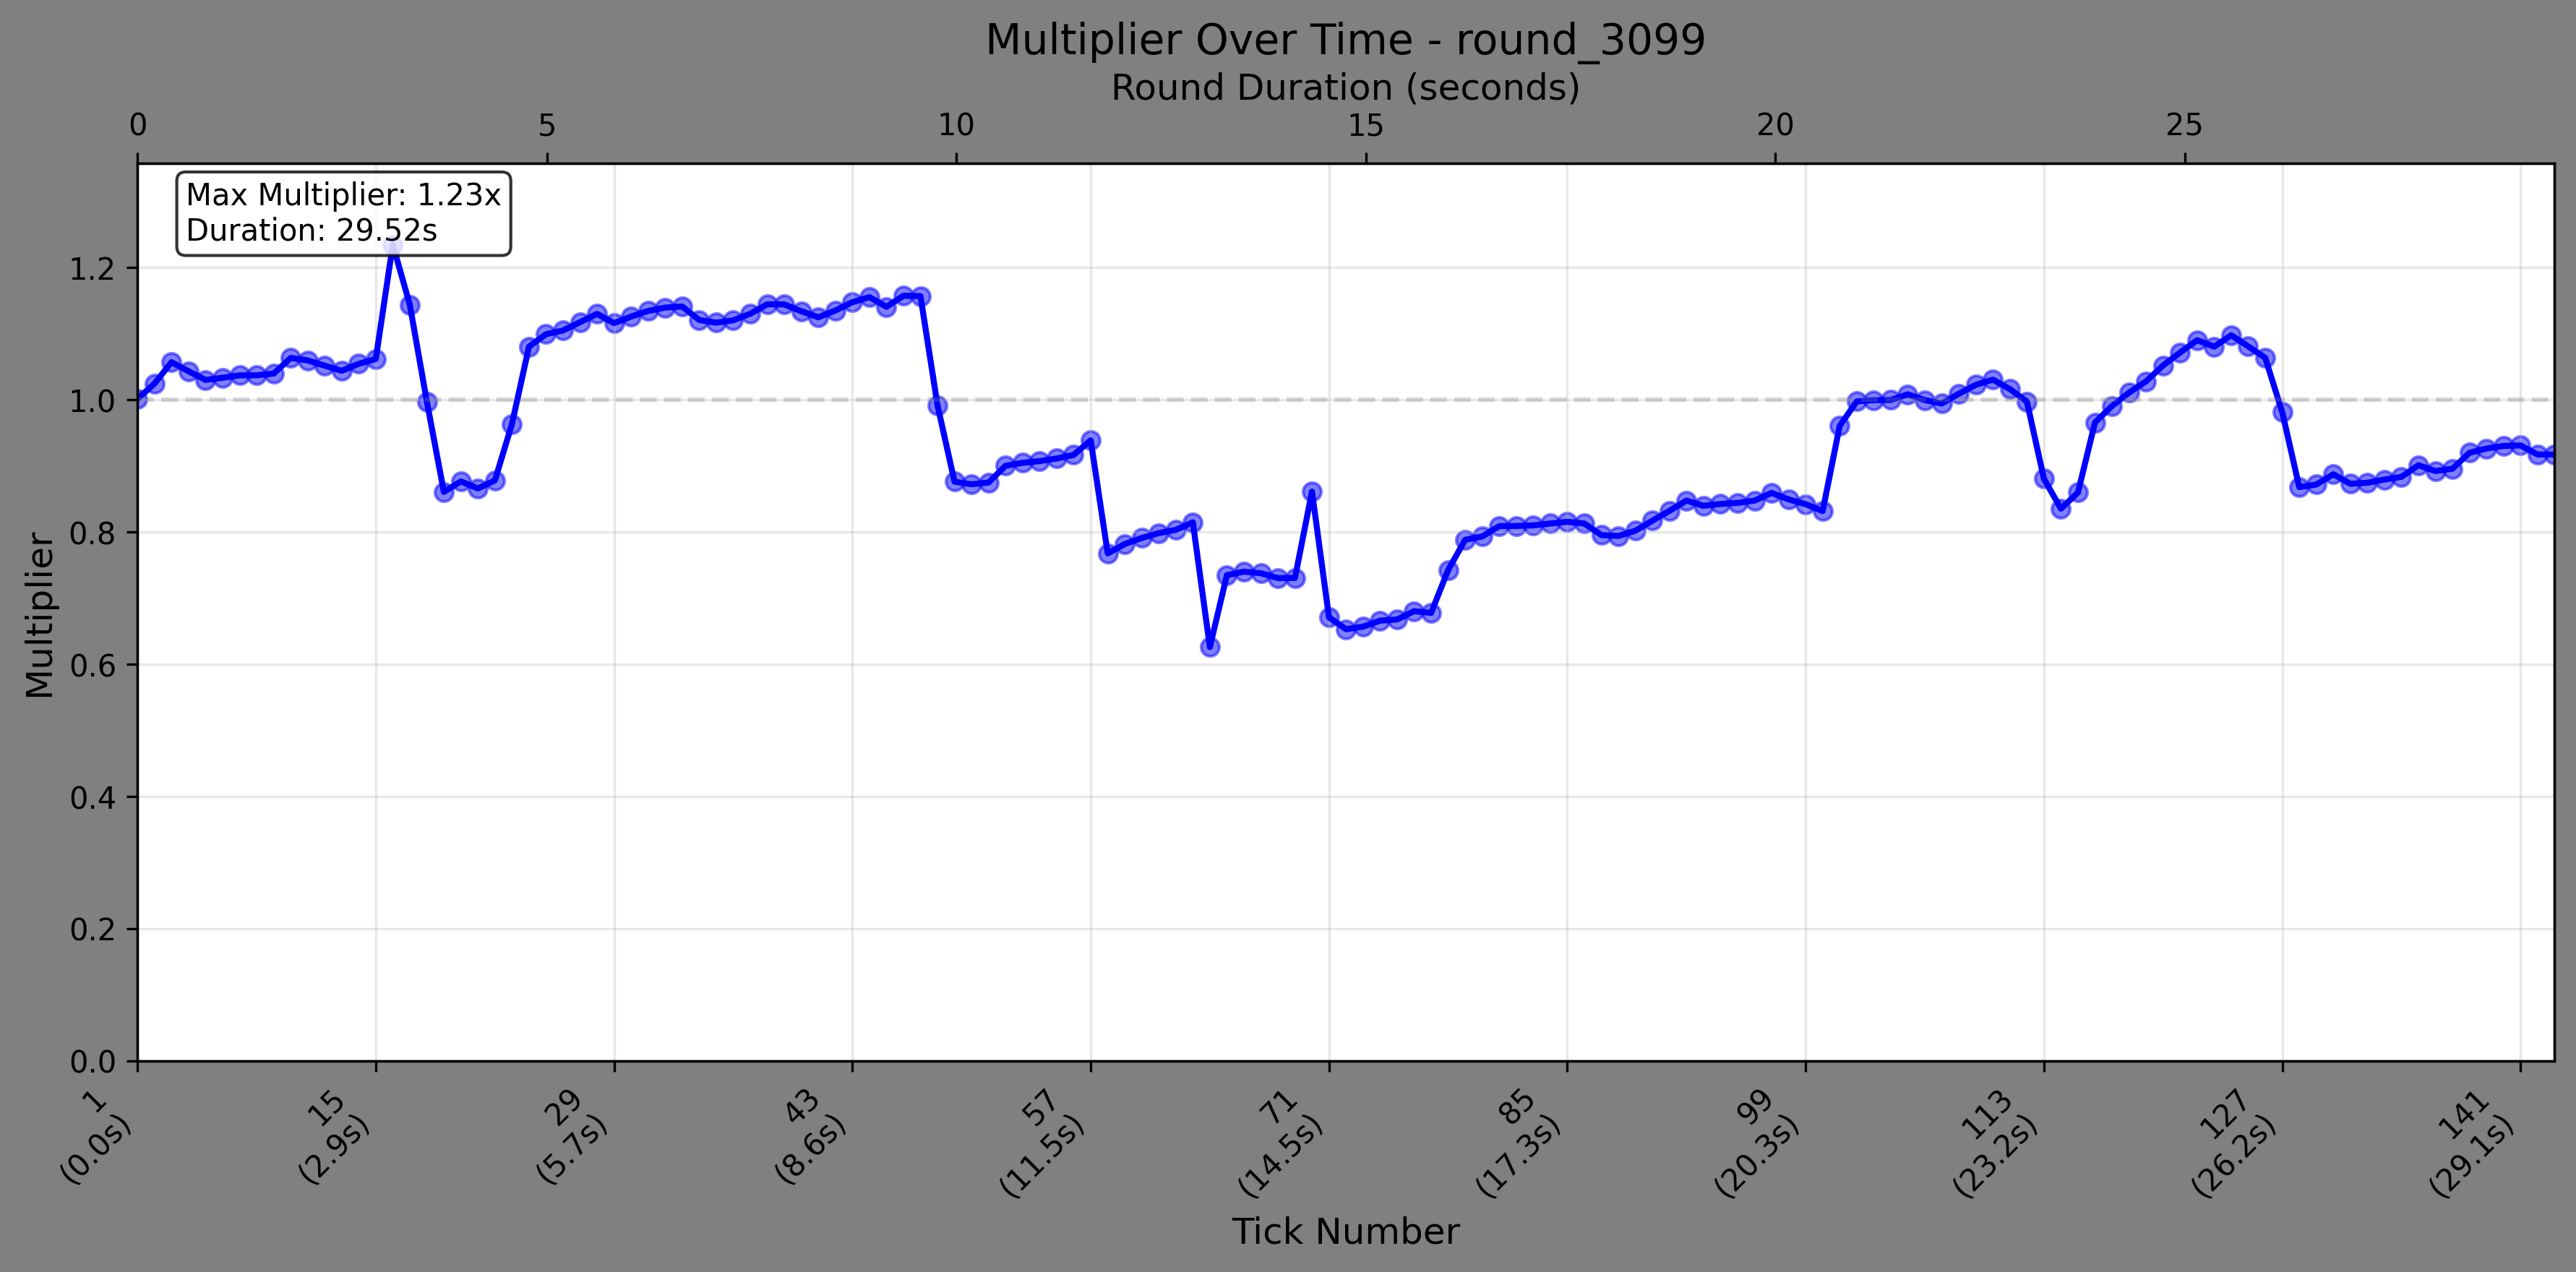 Multiplier Over Time - round_3099
Round Duration (seconds)
0 5 10 15 20 25
Max Multiplier: 1.23x
Duration: 29.52s
Multiplier
1.2
1.0
0.8
0.6
0.4
0.2
0.0
1
(0.0s)
15
(2.9s)
29
(5.7s)
43
(8.6s)
57
(11.5s)
71
(14.5s)
85
(17.3s)
99
(20.3s)
113
(23.2s)
127
(26.2s)
141
(29.1s)
Tick Number